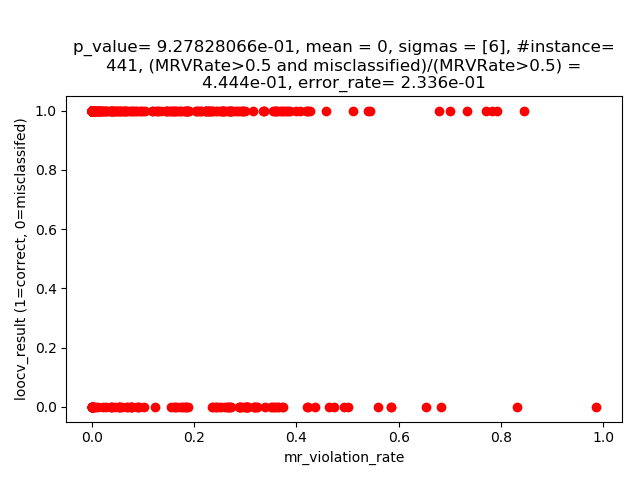 p_value= 9.27828066e-01, mean = 0, sigmas = [6], #instance=
441, (MRVRate>0.5 and misclassified)/(MRVRate>0.5) =
4.444e-01, error_rate= 2.336e-01
loocv_result (1=correct, 0=misclassifed)
1.0
0.8
0.6
0.4
0.2
0.0
0.0 0.2 0.4 0.6 0.8 1.0
mr_violation_rate